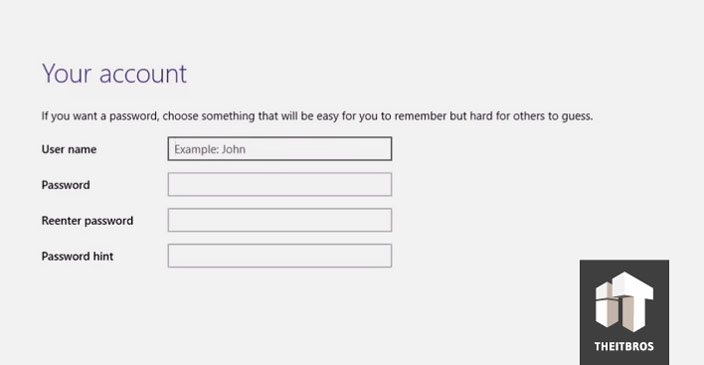 Your account
If you want a password, choose something that will be easy for you to remember but hard for others to guess.
User name
Example: John
Password
Reenter password
Password hint
THEITBROS